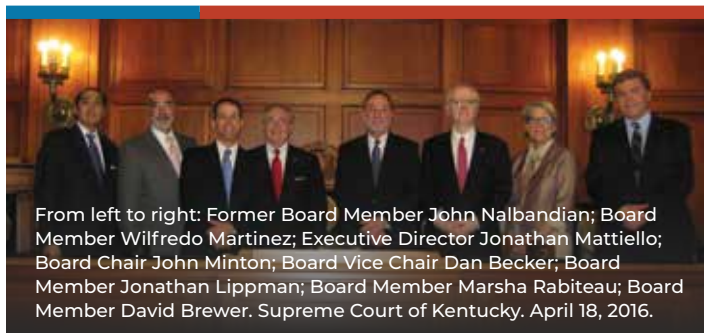 From left to right: Former Board Member John Nalbandian; Board
Member Wilfredo Martinez; Executive Director Jonathan Mattiello;
Board Chair John Minton; Board Vice Chair Dan Becker; Board
Member Jonathan Lippman; Board Member Marsha Rabiteau; Board
Member David Brewer. Supreme Court of Kentucky. April 18, 2016.